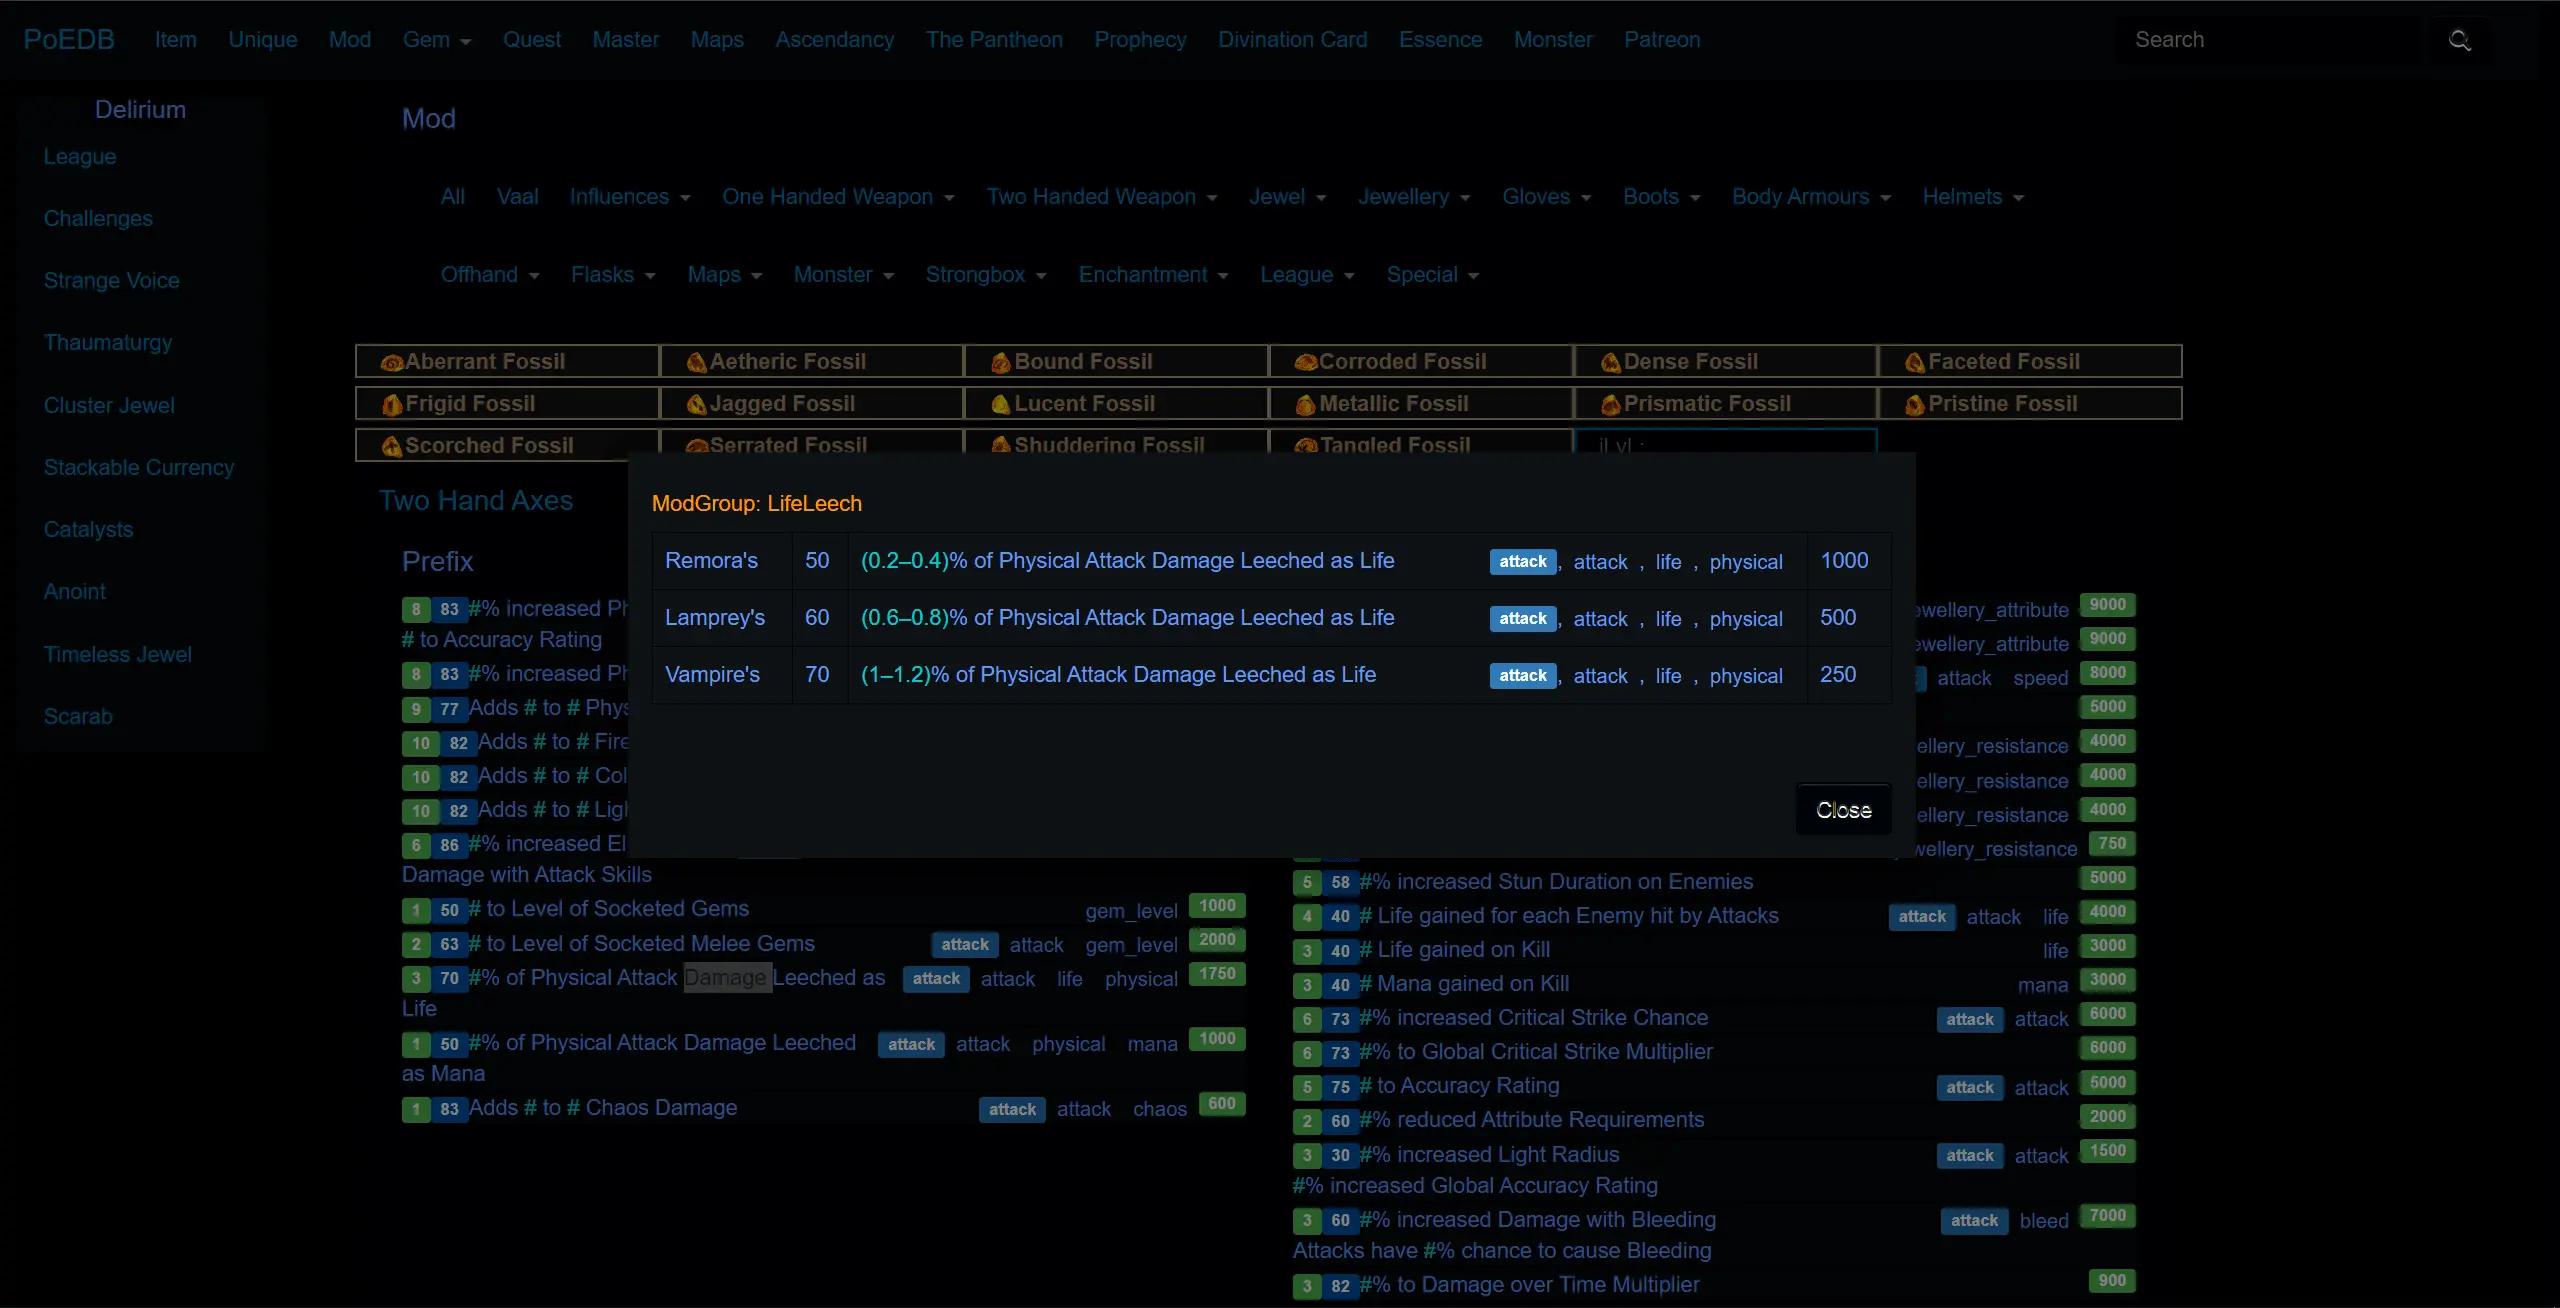 PoEDB Item Unique Mod Gem Quest Master Maps Ascendancy The Pantheon Prophecy Divination Card Essence Monster Patreon Search
Delirium
League
Challenges
Strange Voice
Thaumaturgy
Cluster Jewel
Stackable Currency
Catalysts
Anoint
Timeless Jewel
Scarab
Mod
All Vaal Influences One Handed Weapon Two Handed Weapon Jewel Jewellery Gloves Boots Body Armours Helmets
Offhand Flasks Maps Monster Strongbox Enchantment League Special
Aberrant Fossil Aetheric Fossil Bound Fossil Corroded Fossil Dense Fossil Faceted Fossil
Frigid Fossil Jagged Fossil Lucent Fossil Metallic Fossil Prismatic Fossil Pristine Fossil
Scorched Fossil Serrated Fossil Shuddering Fossil Tangled Fossil
Two Hand Axes
ModGroup: LifeLeech
Remora's 50 (0.2–0.4)% of Physical Attack Damage Leeched as Life attack, attack , life , physical 1000
Lamprey's 60 (0.6–0.8)% of Physical Attack Damage Leeched as Life attack, attack , life , physical 500
Vampire's 70 (1–1.2)% of Physical Attack Damage Leeched as Life attack, attack , life , physical 250
Close
Prefix
8 83 #% increased Ph
# to Accuracy Rating
8 83 #% increased Ph
9 77 Adds # to # Phys
10 82 Adds # to # Fire
10 82 Adds # to # Col
10 82 Adds # to # Lig
6 86 #% increased El
Damage with Attack Skills
1 50 # to Level of Socketed Gems gem_level 1000
2 63 # to Level of Socketed Melee Gems attack attack gem_level 2000
3 70 #% of Physical Attack Damage Leeched as attack attack life physical 1750
Life
1 50 #% of Physical Attack Damage Leeched attack attack physical mana 1000
as Mana
1 83 Adds # to # Chaos Damage attack attack chaos 600
ewellery_attribute 9000
ewellery_attribute 9000
attack speed 8000
5000
ellery_resistance 4000
ellery_resistance 4000
ellery_resistance 4000
wellery_resistance 750
5 58 #% increased Stun Duration on Enemies 5000
4 40 # Life gained for each Enemy hit by Attacks attack attack life 4000
3 40 # Life gained on Kill life 3000
3 40 # Mana gained on Kill mana 3000
6 73 #% increased Critical Strike Chance attack attack 6000
6 73 #% to Global Critical Strike Multiplier 6000
5 75 # to Accuracy Rating attack attack 5000
2 60 #% reduced Attribute Requirements 2000
3 30 #% increased Light Radius attack attack 1500
#% increased Global Accuracy Rating
3 60 #% increased Damage with Bleeding attack bleed 7000
Attacks have #% chance to cause Bleeding
3 82 #% to Damage over Time Multiplier 900